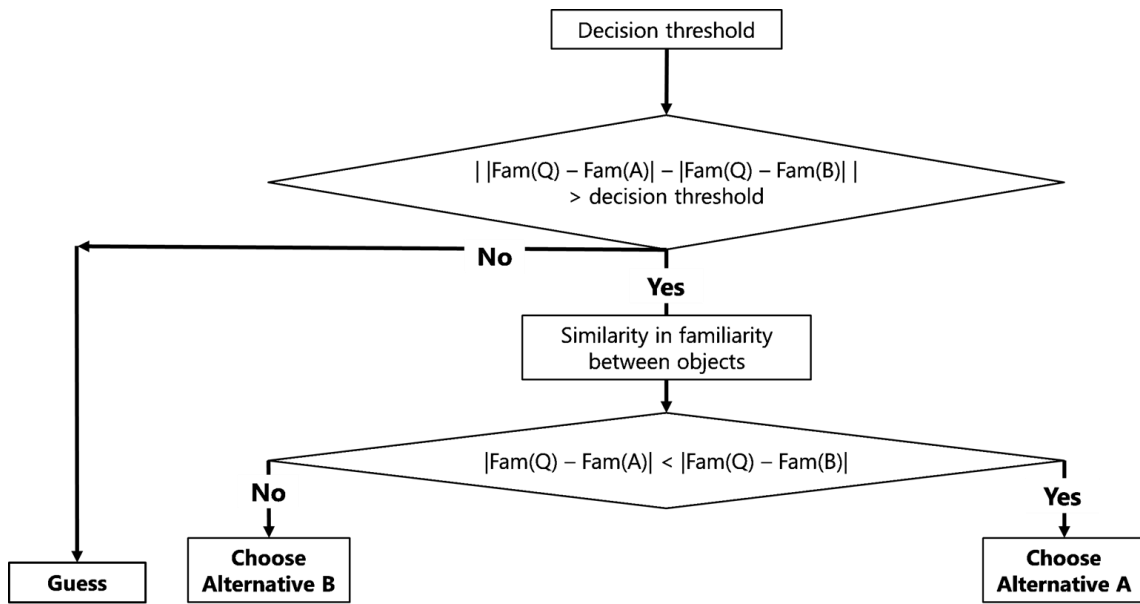 Decision threshold
| |Fam(Q) – Fam(A)| – |Fam(Q) – Fam(B)| |
> decision threshold
No
Yes
Similarity in familiarity
between objects
|Fam(Q) – Fam(A)| < |Fam(Q) – Fam(B)|
No
Yes
Guess
Choose
Alternative B
Choose
Alternative A